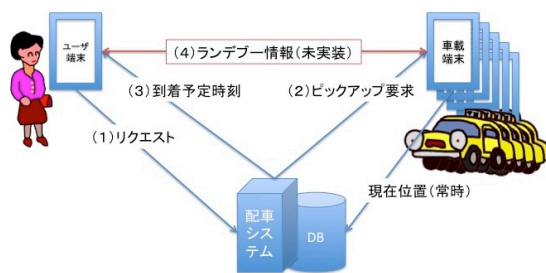 ユーザ
端末
(4)ランデブー情報(未実装)
車載
端末
(3)到着予定時刻
(2)ピックアップ要求
(1)リクエスト
現在位置(常時)
配車
システム
DB